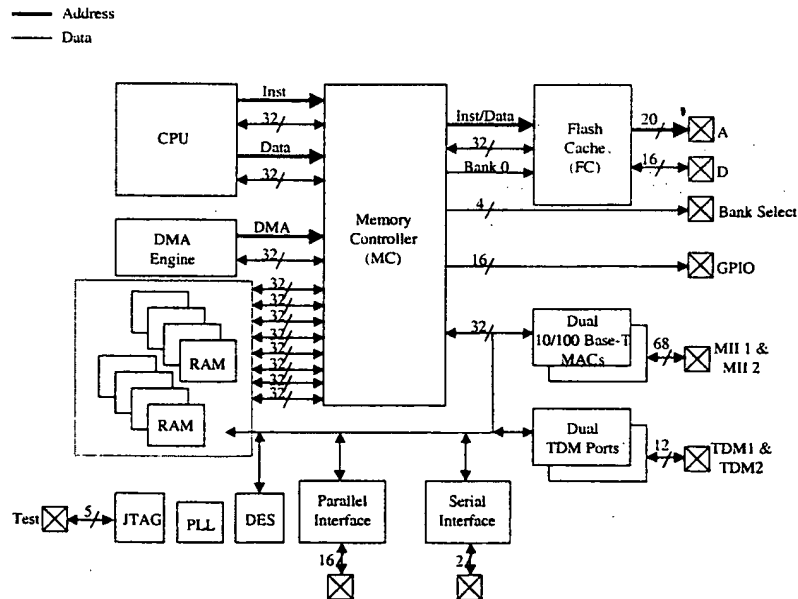 Address
Data
Inst
32
Data
32
CPU
DMA
32
DMA
Engine
32
32
32
32
32
32
32
32
RAM
RAM
Memory
Controller
(MC)
Inst/Data
32
Bank 0
4
16
32
Flash
Cache
(FC)
20
A
16
D
Bank Select
GPIO
Dual
10/100 Base-T
MACs
68
MII 1 &
MII 2
Dual
TDM Ports
12
TDM1 &
TDM2
Test
5
JTAG
PLL
DES
Parallel
Interface
Serial
Interface
16
2